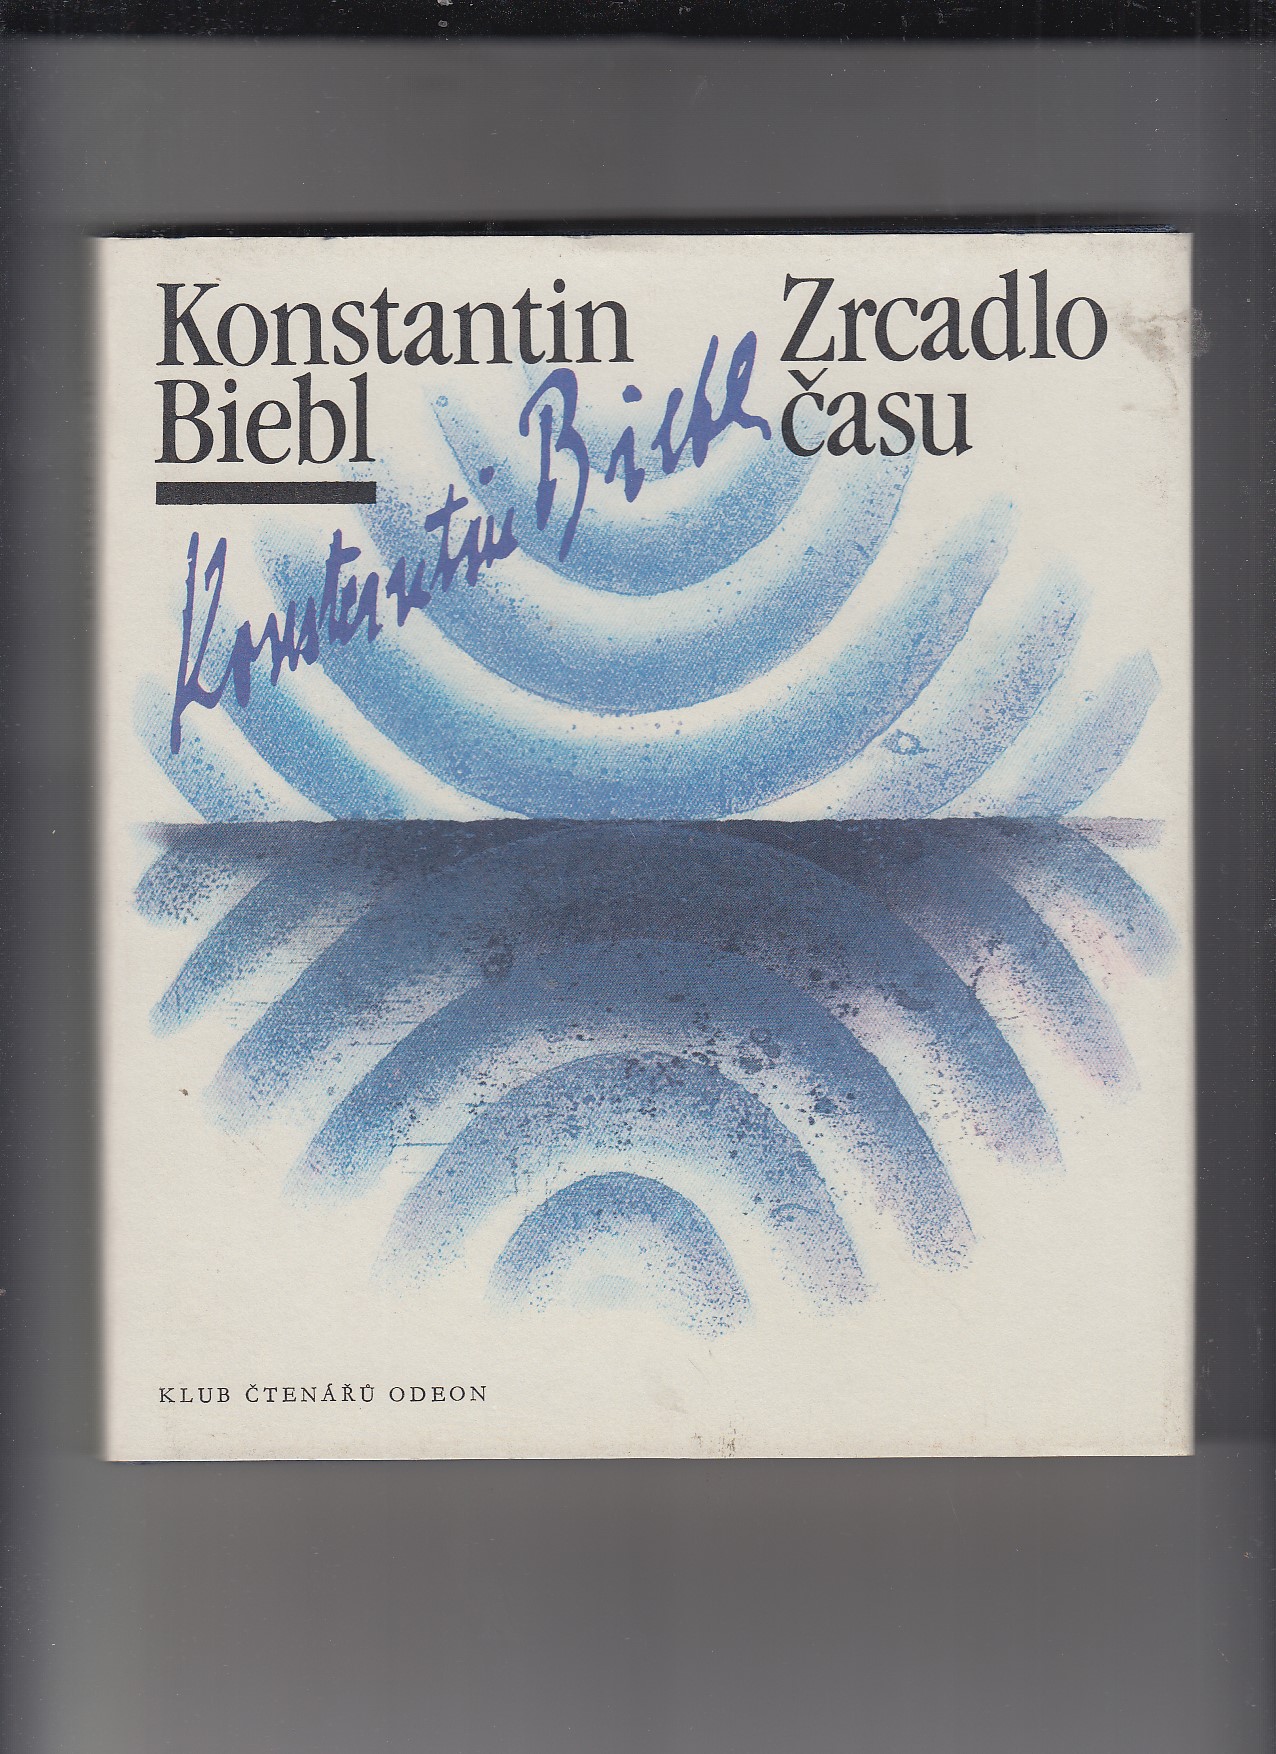 Konstantin
Biebl
Zrcadlo
času
Konstantin Biebl
KLUB ČTENÁŘŮ ODEON